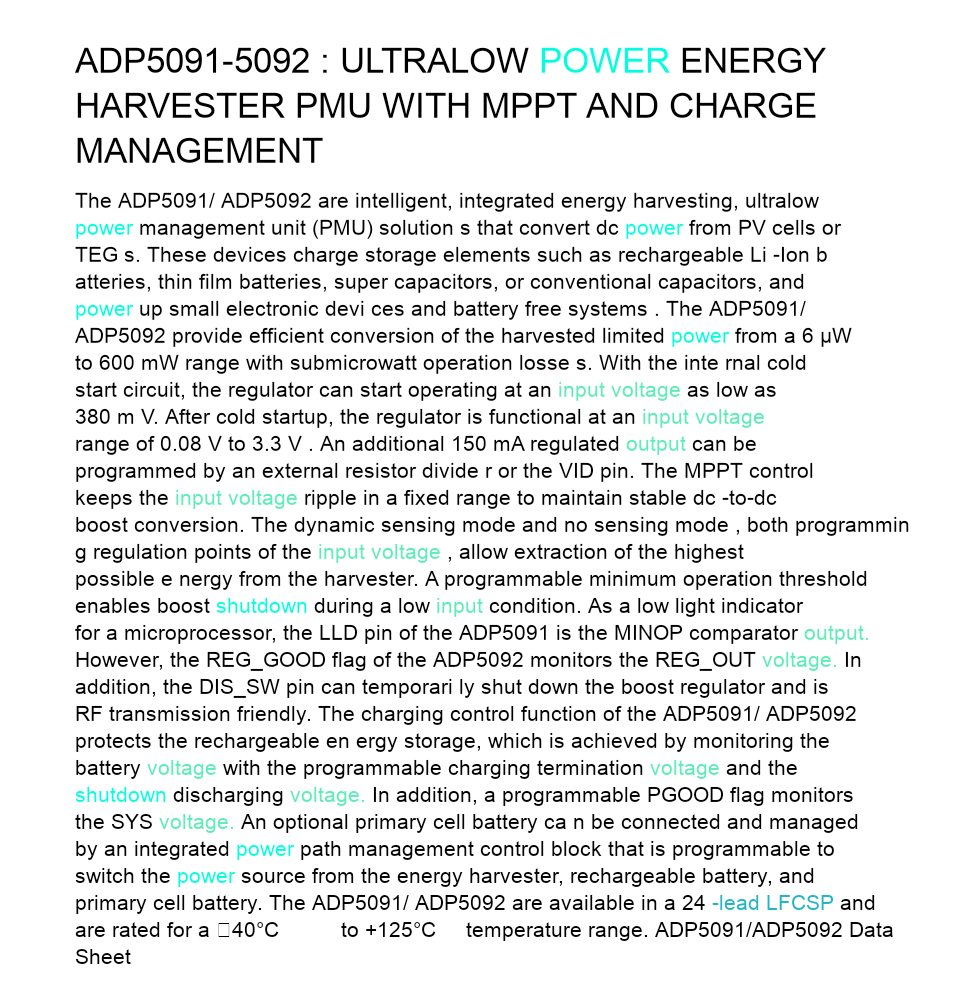 ADP5091-5092 : ULTRALOW POWER ENERGY
HARVESTER PMU WITH MPPT AND CHARGE
MANAGEMENT
The ADP5091/ ADP5092 are intelligent, integrated energy harvesting, ultralow
power management unit (PMU) solution s that convert dc power from PV cells or
TEG s. These devices charge storage elements such as rechargeable Li -Ion b
atteries, thin film batteries, super capacitors, or conventional capacitors, and
power up small electronic devi ces and battery free systems . The ADP5091/
ADP5092 provide efficient conversion of the harvested limited power from a 6 µW
to 600 mW range with submicrowatt operation losse s. With the inte rnal cold
start circuit, the regulator can start operating at an input voltage as low as
380 m V. After cold startup, the regulator is functional at an input voltage
range of 0.08 V to 3.3 V . An additional 150 mA regulated output can be
programmed by an external resistor divide r or the VID pin. The MPPT control
keeps the input voltage ripple in a fixed range to maintain stable dc -to-dc
boost conversion. The dynamic sensing mode and no sensing mode , both programmin
g regulation points of the input voltage , allow extraction of the highest
possible e nergy from the harvester. A programmable minimum operation threshold
enables boost shutdown during a low input condition. As a low light indicator
for a microprocessor, the LLD pin of the ADP5091 is the MINOP comparator output.
However, the REG_GOOD flag of the ADP5092 monitors the REG_OUT voltage. In
addition, the DIS_SW pin can temporari ly shut down the boost regulator and is
RF transmission friendly. The charging control function of the ADP5091/ ADP5092
protects the rechargeable en ergy storage, which is achieved by monitoring the
battery voltage with the programmable charging termination voltage and the
shutdown discharging voltage. In addition, a programmable PGOOD flag monitors
the SYS voltage. An optional primary cell battery ca n be connected and managed
by an integrated power path management control block that is programmable to
switch the power source from the energy harvester, rechargeable battery, and
primary cell battery. The ADP5091/ ADP5092 are available in a 24 -lead LFCSP and
are rated for a □40°C to +125°C temperature range. ADP5091/ADP5092 Data
Sheet